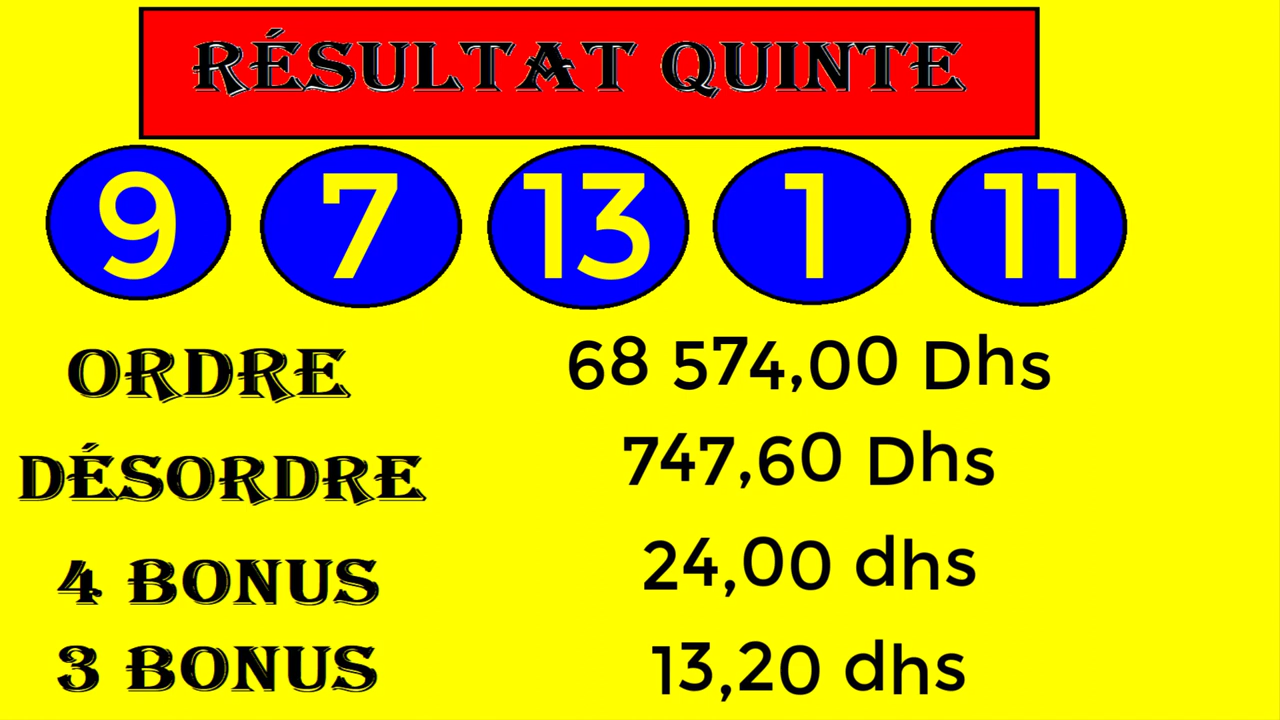 RÉSULTAT QUINTE
9 7 13 1 11
ORDRE 68 574,00 Dhs
DÉSORDRE 747,60 Dhs
4 BONUS 24,00 dhs
3 BONUS 13,20 dhs